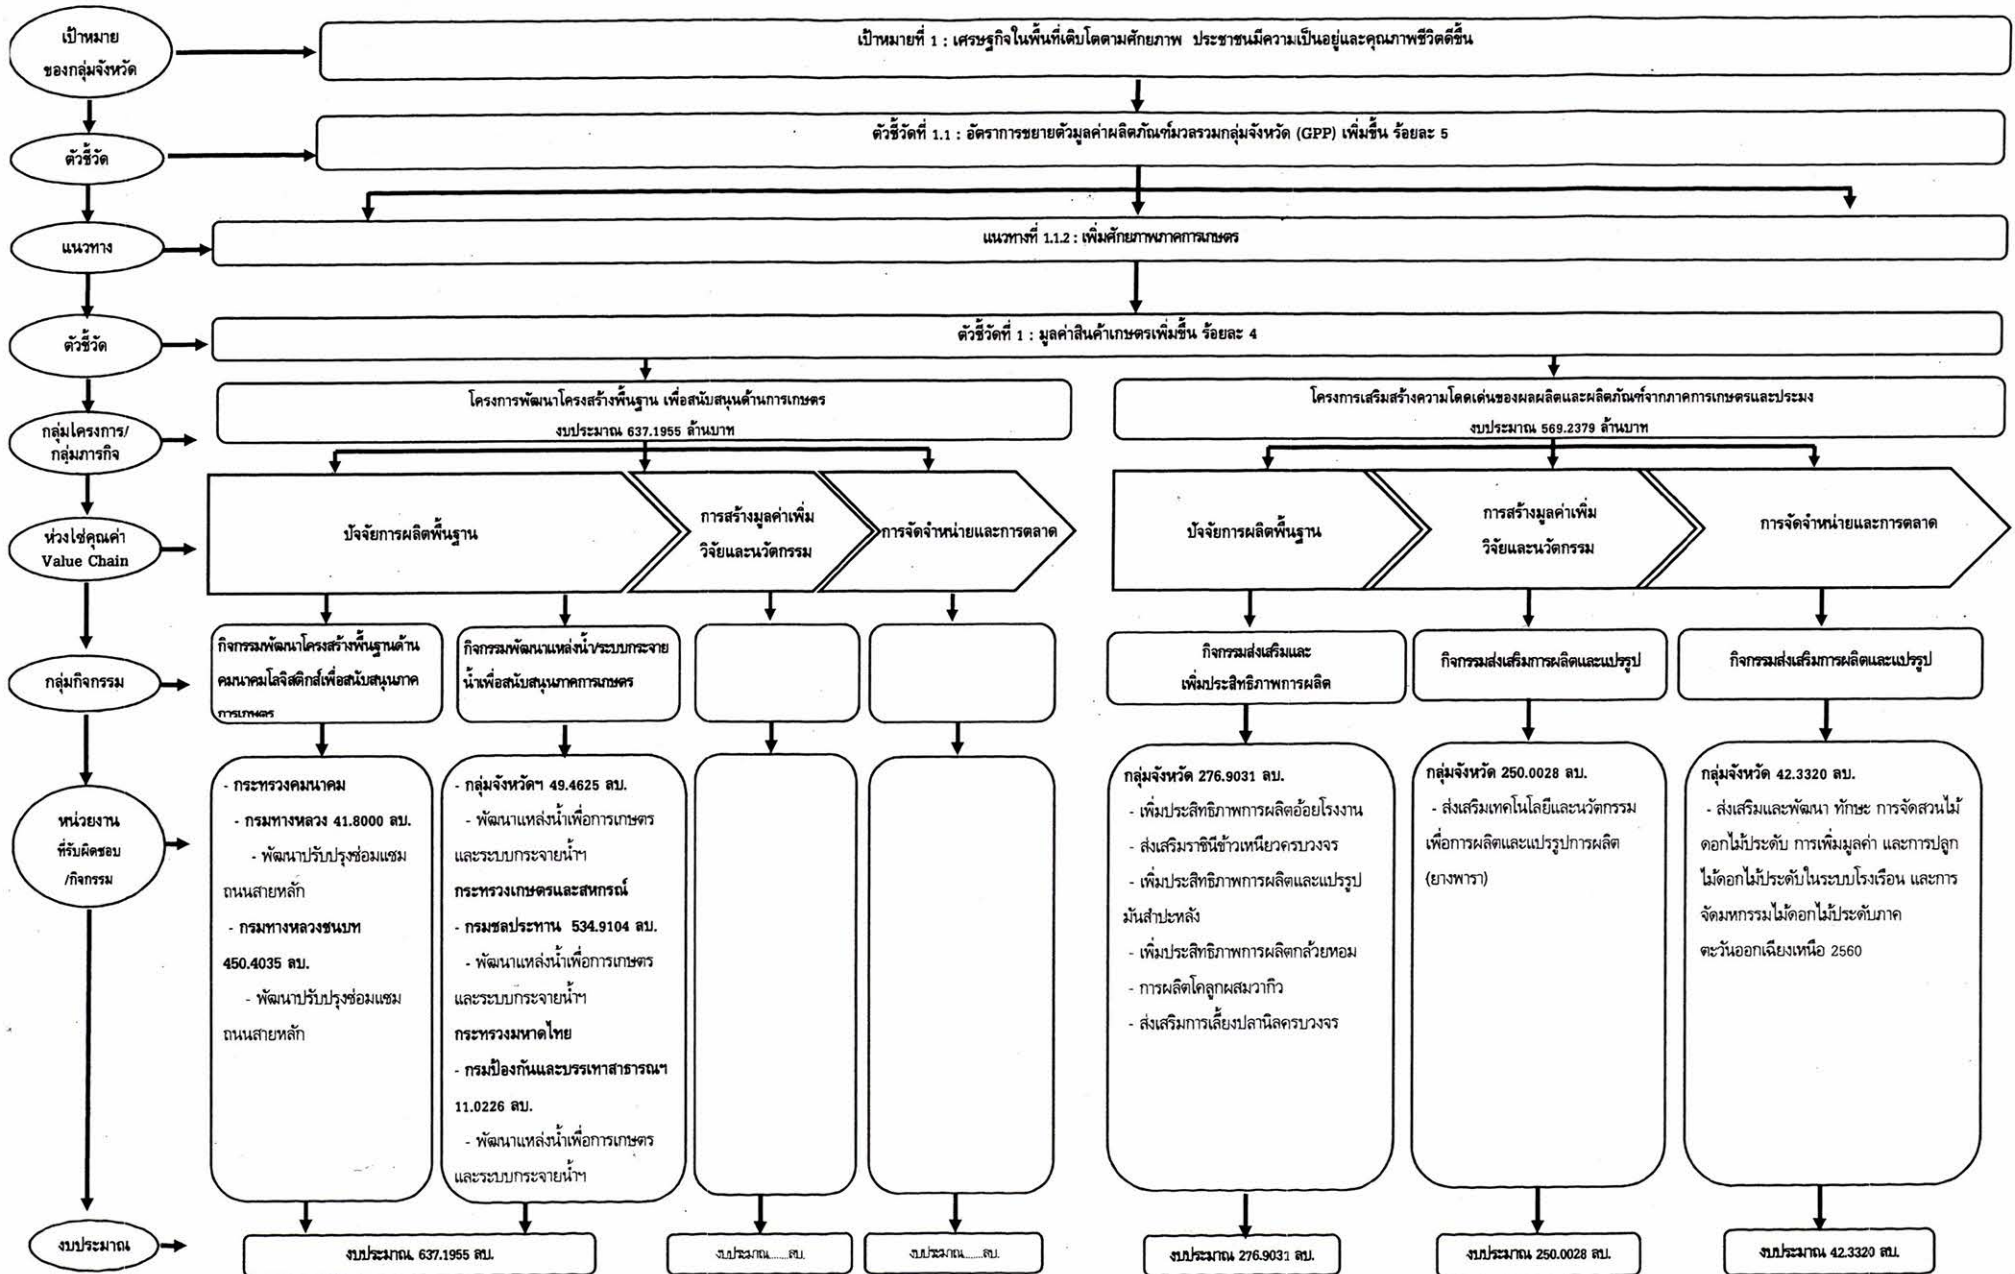 เป้าหมาย
ของกลุ่มจังหวัด
เป้าหมายที่ 1 : เศรษฐกิจในพื้นที่เติบโตตามศักยภาพ ประชาชนมีความเป็นอยู่และคุณภาพชีวิตดีขึ้น
ตัวชี้วัด
ตัวชี้วัดที่ 1.1 : อัตราการขยายตัวมูลค่าผลิตภัณฑ์มวลรวมกลุ่มจังหวัด (GPP) เพิ่มขึ้น ร้อยละ 5
แนวทาง
แนวทางที่ 1.1.2 : เพิ่มศักยภาพภาคการเกษตร
ตัวชี้วัด
ตัวชี้วัดที่ 1 : มูลค่าสินค้าเกษตรเพิ่มขึ้น ร้อยละ 4
กลุ่มโครงการ/
กลุ่มภารกิจ
โครงการพัฒนาโครงสร้างพื้นฐาน เพื่อสนับสนุนด้านการเกษตร
งบประมาณ 637.1955 ล้านบาท
โครงการเสริมสร้างความโดดเด่นของผลผลิตและผลิตภัณฑ์จากภาคการเกษตรและประมง
งบประมาณ 569.2379 ล้านบาท
ห่วงโซ่คุณค่า
Value Chain
ปัจจัยการผลิตพื้นฐาน
การสร้างมูลค่าเพิ่ม
วิจัยและนวัตกรรม
การจัดจำหน่ายและการตลาด
ปัจจัยการผลิตพื้นฐาน
การสร้างมูลค่าเพิ่ม
วิจัยและนวัตกรรม
การจัดจำหน่ายและการตลาด
กลุ่มกิจกรรม
กิจกรรมพัฒนาโครงสร้างพื้นฐานด้าน
คมนาคมโลจิสติกส์เพื่อสนับสนุนภาค
การเกษตร
กิจกรรมพัฒนาแหล่งน้ำ/ระบบกระจาย
น้ำเพื่อสนับสนุนภาคการเกษตร
กิจกรรมส่งเสริมและ
เพิ่มประสิทธิภาพการผลิต
กิจกรรมส่งเสริมการผลิตและแปรรูป
กิจกรรมส่งเสริมการผลิตและแปรรูป
หน่วยงาน
ที่รับผิดชอบ
/กิจกรรม
- กระทรวงคมนาคม
- กรมทางหลวง 41.8000 ลบ.
- พัฒนาปรับปรุงซ่อมแซม
ถนนสายหลัก
- กรมทางหลวงชนบท
450.4035 ลบ.
- พัฒนาปรับปรุงซ่อมแซม
ถนนสายหลัก
- กลุ่มจังหวัดฯ 49.4625 ลบ.
- พัฒนาแหล่งน้ำเพื่อการเกษตร
และระบบกระจายน้ำฯ
กระทรวงเกษตรและสหกรณ์
- กรมชลประทาน 534.9104 ลบ.
- พัฒนาแหล่งน้ำเพื่อการเกษตร
และระบบกระจายน้ำฯ
กระทรวงมหาดไทย
- กรมป้องกันและบรรเทาสาธารณฯ
11.0226 ลบ.
- พัฒนาแหล่งน้ำเพื่อการเกษตร
และระบบกระจายน้ำฯ
กลุ่มจังหวัด 276.9031 ลบ.
- เพิ่มประสิทธิภาพการผลิตอ้อยโรงงาน
- ส่งเสริมราชินีข้าวเหนียวครบวงจร
- เพิ่มประสิทธิภาพการผลิตและแปรรูป
มันสำปะหลัง
- เพิ่มประสิทธิภาพการผลิตกล้วยหอม
- การผลิตโคลูกผสมวากิว
- ส่งเสริมการเลี้ยงปลานิลครบวงจร
กลุ่มจังหวัด 250.0028 ลบ.
- ส่งเสริมเทคโนโลยีและนวัตกรรม
เพื่อการผลิตและแปรรูปการผลิต
(ยางพารา)
กลุ่มจังหวัด 42.3320 ลบ.
- ส่งเสริมและพัฒนา ทักษะ การจัดสวนไม้
ดอกไม้ประดับ การเพิ่มมูลค่า และการปลูก
ไม้ดอกไม้ประดับในระบบโรงเรือน และการ
จัดมหกรรมไม้ดอกไม้ประดับภาค
ตะวันออกเฉียงเหนือ 2560
งบประมาณ
งบประมาณ 637.1955 ลบ.
งบประมาณ......ลบ.
งบประมาณ......ลบ.
งบประมาณ 276.9031 ลบ.
งบประมาณ 250.0028 ลบ.
งบประมาณ 42.3320 ลบ.